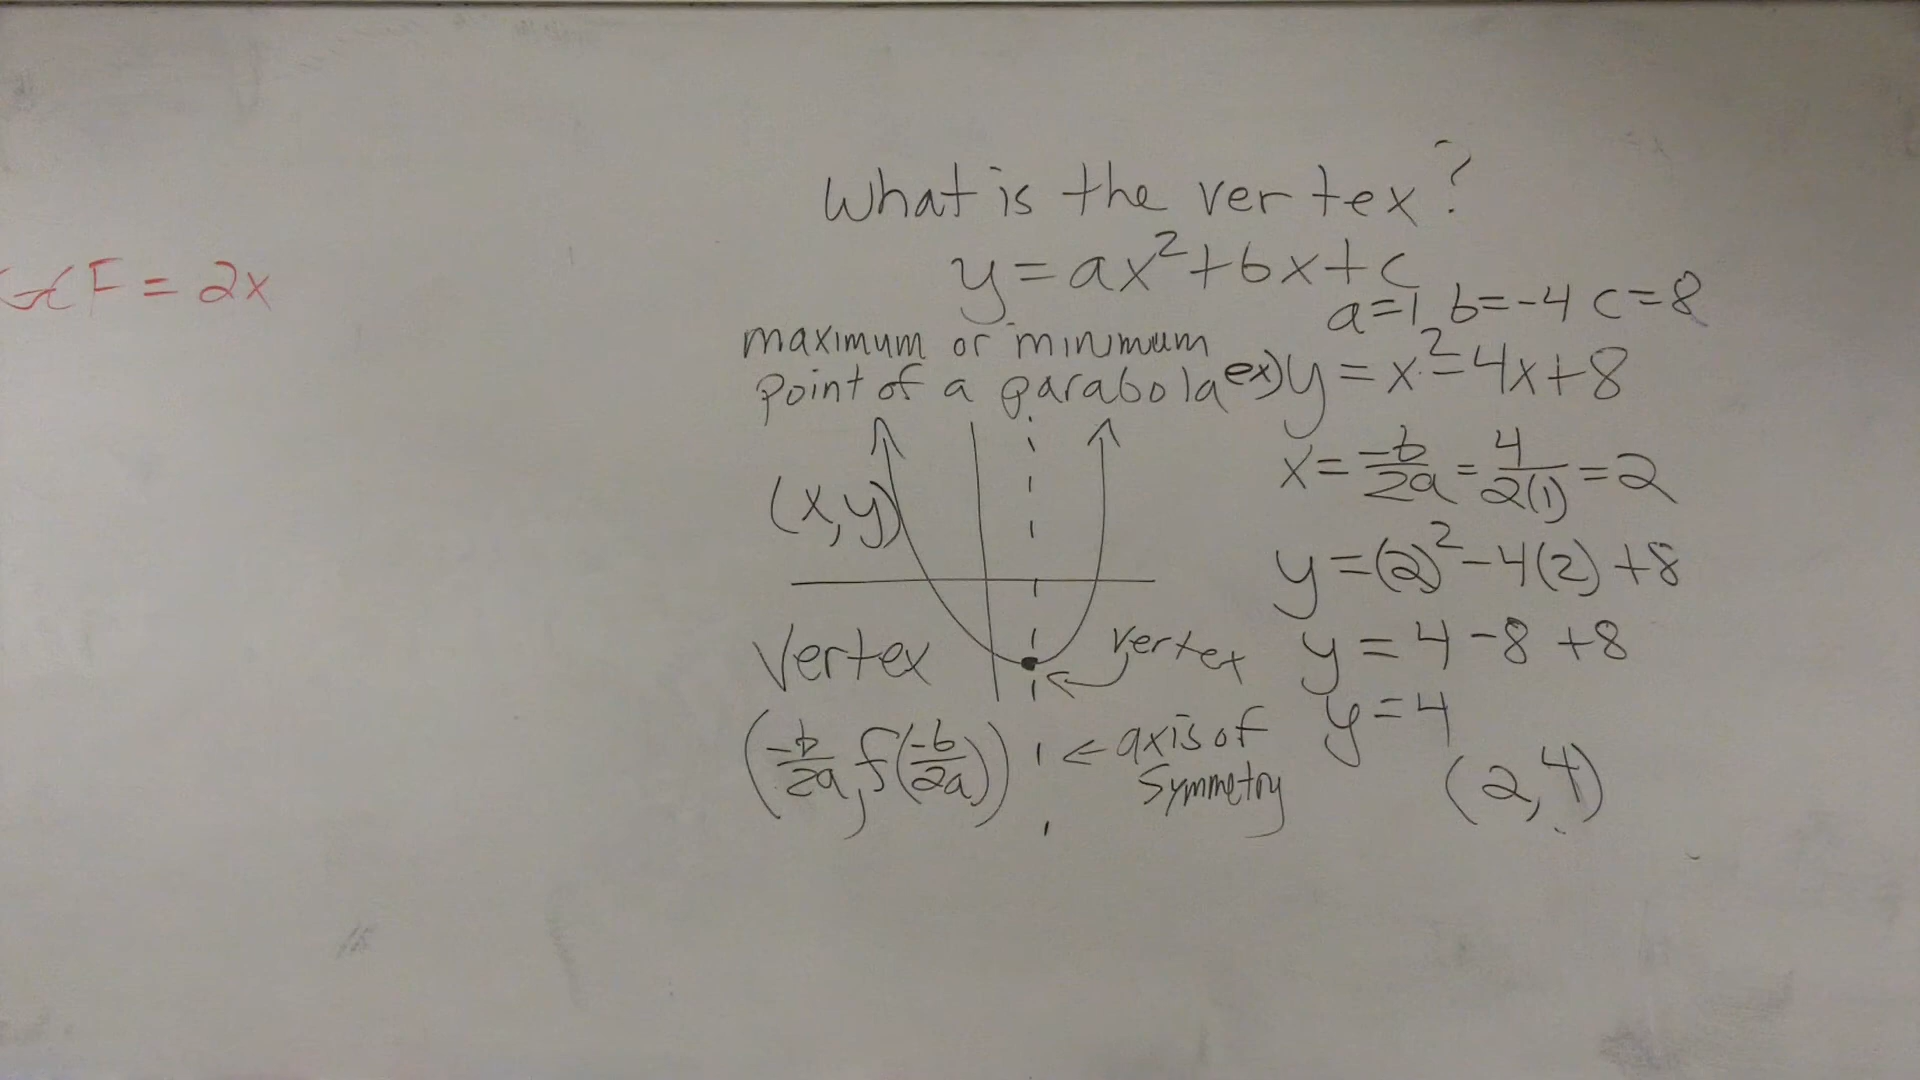 GCF = 2x
What is the vertex?
y = ax² + bx + c
a=1 b=-4 c=8
maximum or minimum
point of a parabola
(x,y)
Vertex
(-b/2a, f(-b/2a))
vertex
← axis of
symmetry
ex) y = x² - 4x + 8
x = -b/2a = 4/2(1) = 2
y = (2)² - 4(2) + 8
y = 4 - 8 + 8
y = 4
(2,4)